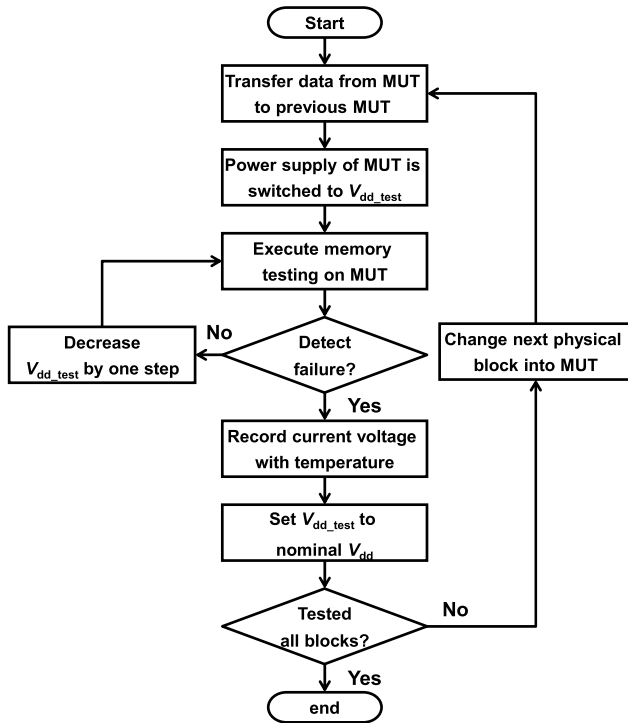 Start
Transfer data from MUT
to previous MUT
Power supply of MUT is
switched to Vdd_test
Execute memory
testing on MUT
No
Decrease
Vdd_test by one step
Detect
failure?
Change next physical
block into MUT
Yes
Record current voltage
with temperature
Set Vdd_test to
nominal Vdd
No
Tested
all blocks?
Yes
end